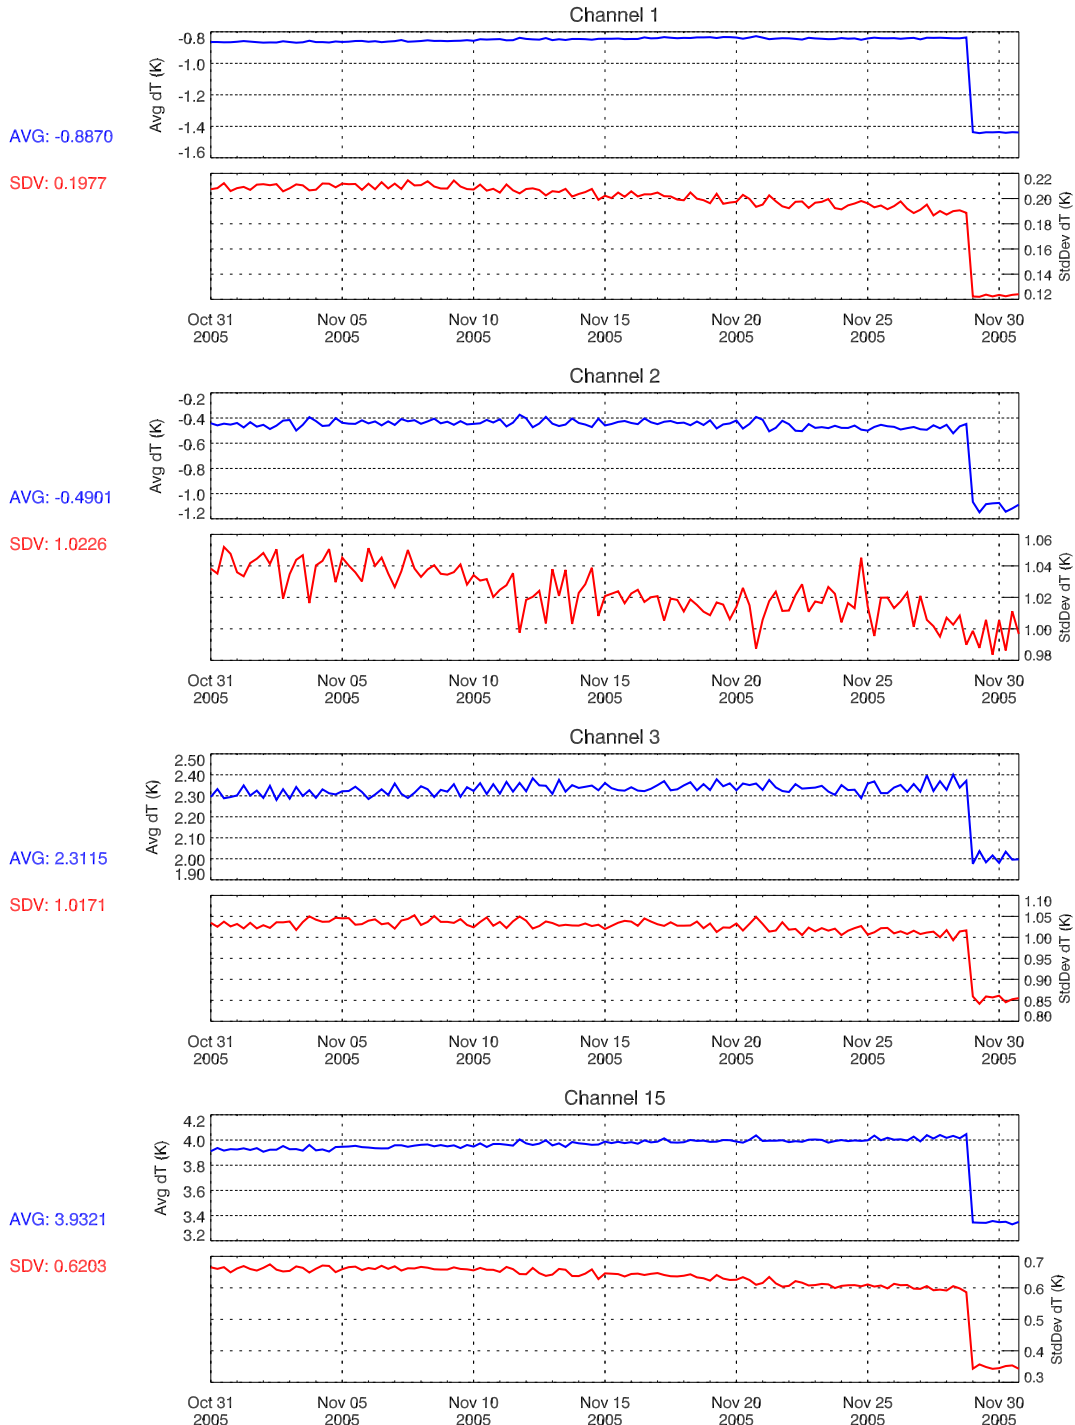 Channel 1
-0.8
-1.0
-1.2
-1.4
-1.6
Avg dT (K)
AVG: -0.8870
SDV: 0.1977
0.22
0.20
0.18
0.16
0.14
0.12
StdDev dT (K)
Oct 31 Nov 05 Nov 10 Nov 15 Nov 20 Nov 25 Nov 30
2005 2005 2005 2005 2005 2005 2005
Channel 2
-0.2
-0.4
-0.6
-0.8
-1.0
-1.2
Avg dT (K)
AVG: -0.4901
SDV: 1.0226
1.06
1.04
1.02
1.00
0.98
StdDev dT (K)
Oct 31 Nov 05 Nov 10 Nov 15 Nov 20 Nov 25 Nov 30
2005 2005 2005 2005 2005 2005 2005
Channel 3
2.50
2.40
2.30
2.20
2.10
2.00
1.90
Avg dT (K)
AVG: 2.3115
SDV: 1.0171
1.10
1.05
1.00
0.95
0.90
0.85
0.80
StdDev dT (K)
Oct 31 Nov 05 Nov 10 Nov 15 Nov 20 Nov 25 Nov 30
2005 2005 2005 2005 2005 2005 2005
Channel 15
4.2
4.0
3.8
3.6
3.4
3.2
Avg dT (K)
AVG: 3.9321
SDV: 0.6203
0.7
0.6
0.5
0.4
0.3
StdDev dT (K)
Oct 31 Nov 05 Nov 10 Nov 15 Nov 20 Nov 25 Nov 30
2005 2005 2005 2005 2005 2005 2005